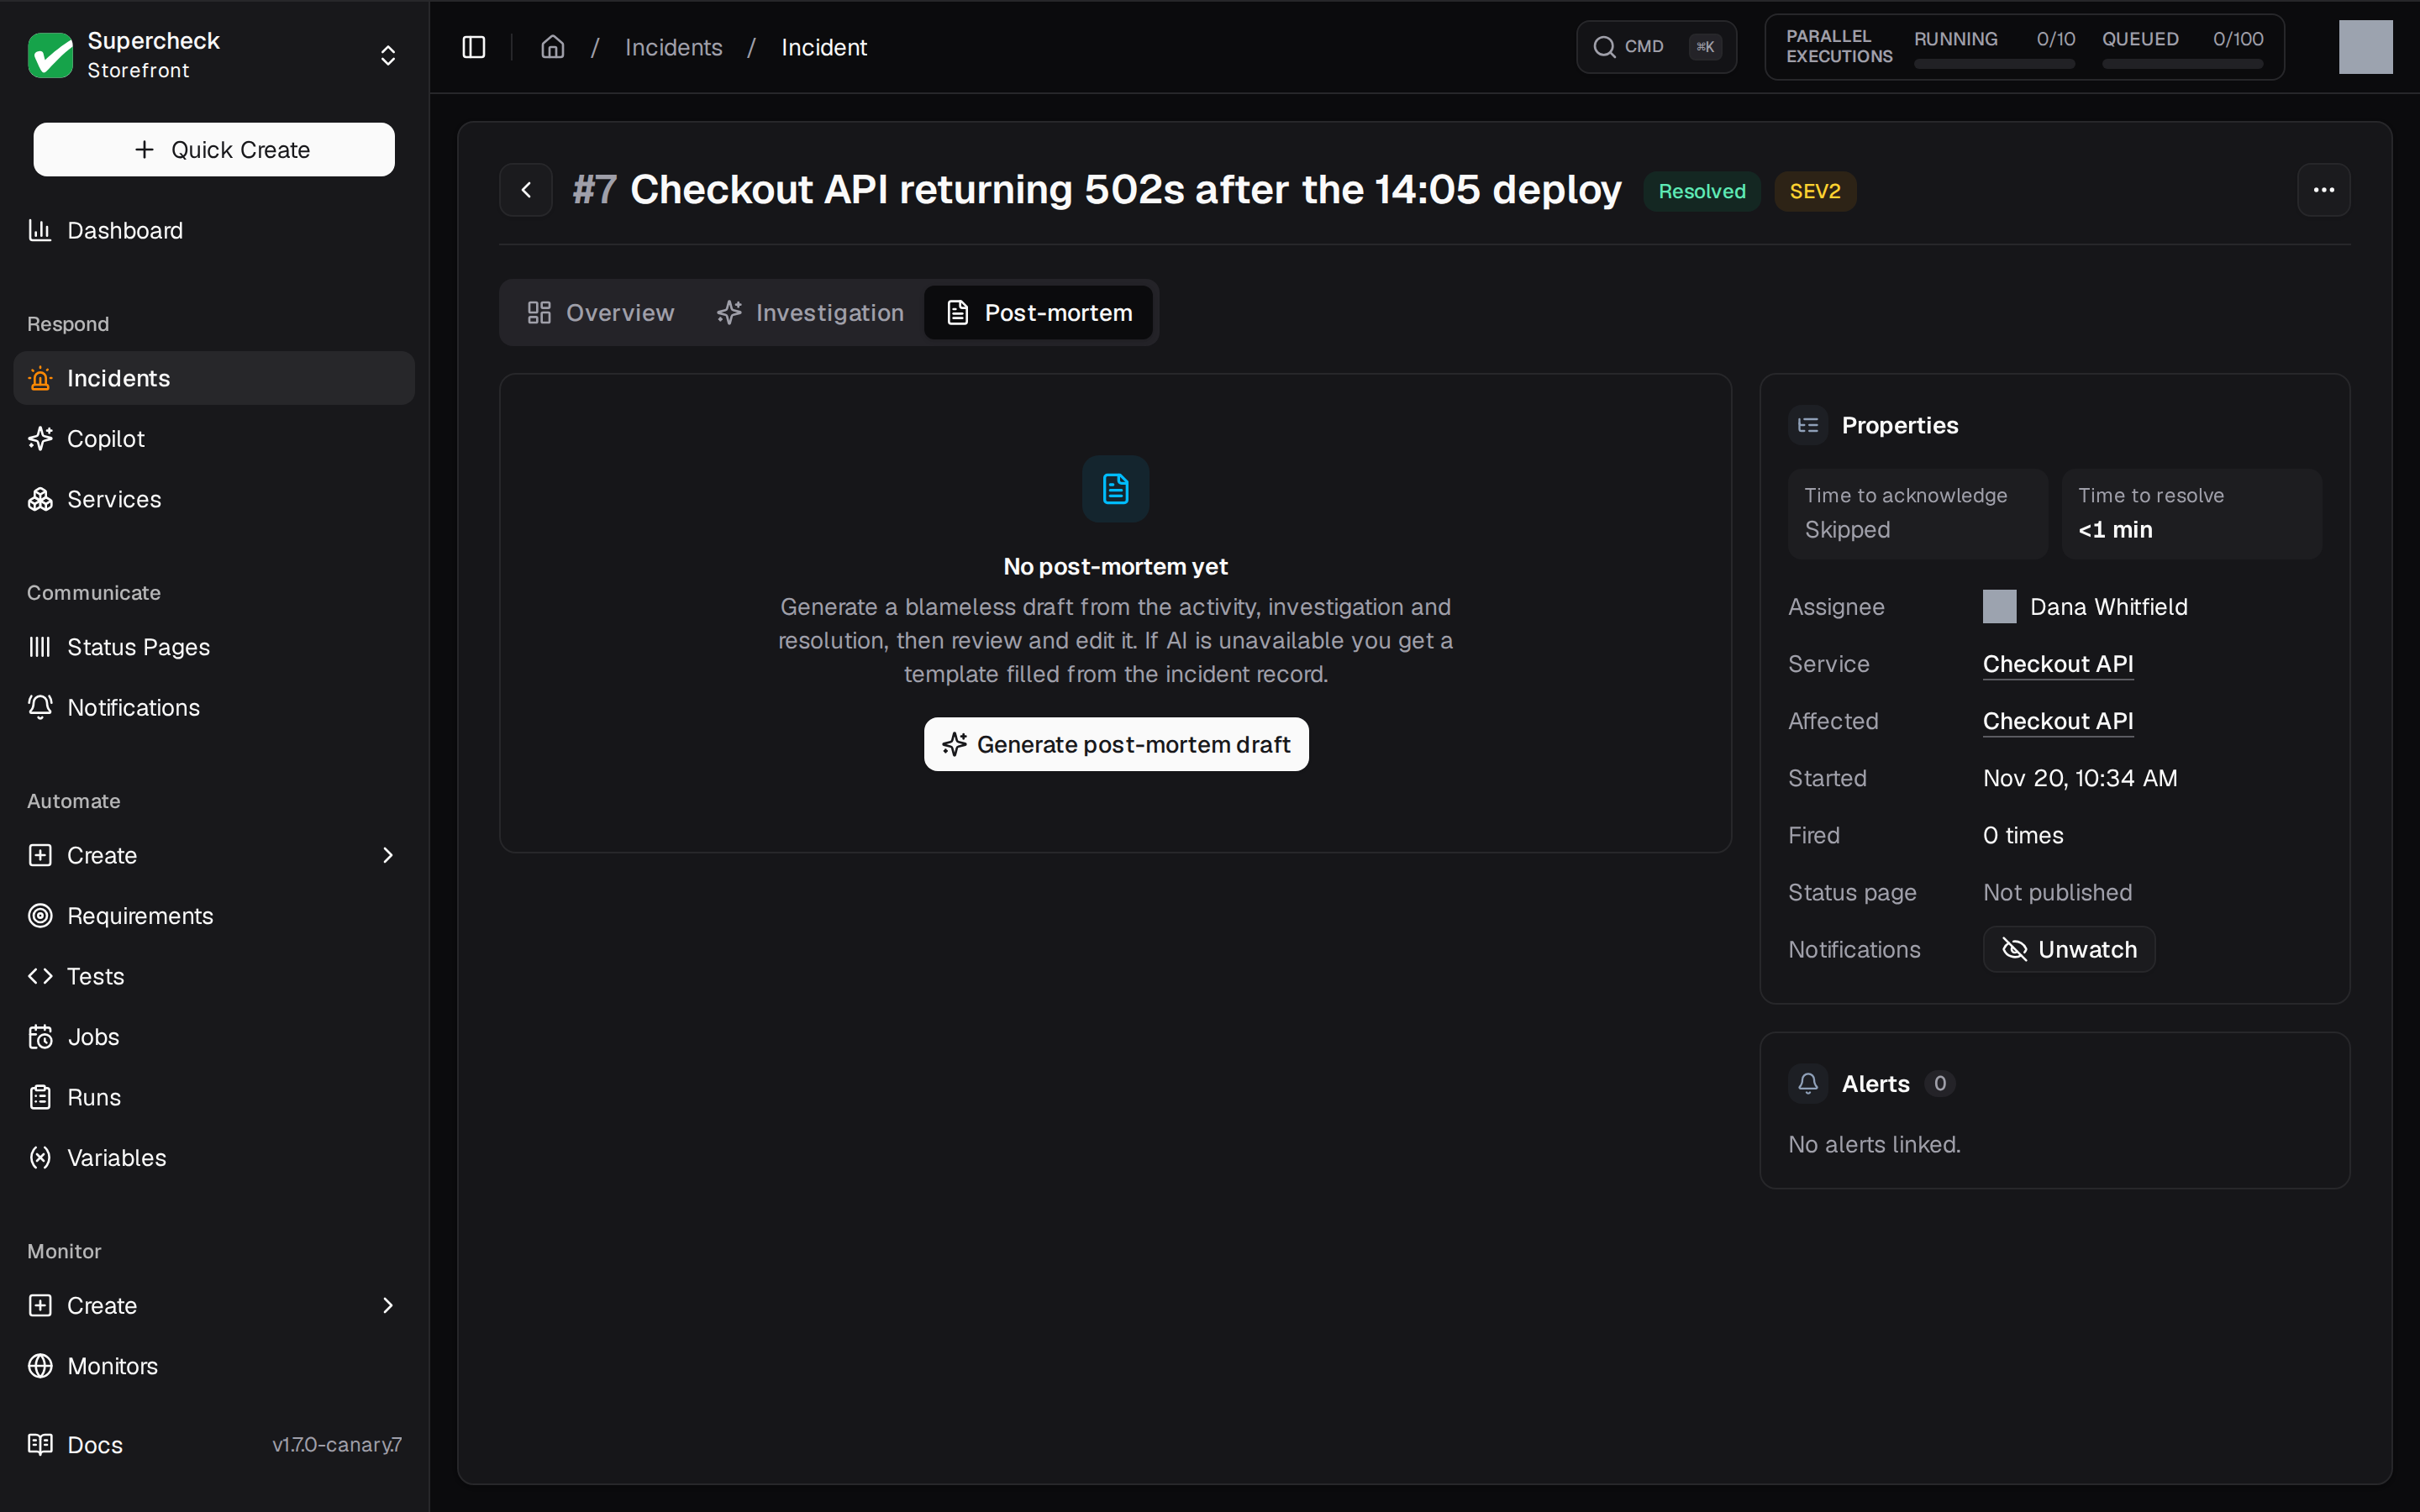 Supercheck
Storefront
Quick Create
Dashboard
Respond
Incidents
Copilot
Services
Communicate
Status Pages
Notifications
Automate
Create
Requirements
Tests
Jobs
Runs
Variables
Monitor
Create
Monitors
Docs
v1.7.0-canary.7
/ Incidents / Incident
CMD ⌘K
PARALLEL EXECUTIONS
RUNNING 0/10
QUEUED 0/100
#7 Checkout API returning 502s after the 14:05 deploy
Resolved
SEV2
Overview
Investigation
Post-mortem
No post-mortem yet
Generate a blameless draft from the activity, investigation and
resolution, then review and edit it. If AI is unavailable you get a
template filled from the incident record.
Generate post-mortem draft
Properties
Time to acknowledge
Skipped
Time to resolve
<1 min
Assignee Dana Whitfield
Service Checkout API
Affected Checkout API
Started Nov 20, 10:34 AM
Fired 0 times
Status page Not published
Notifications Unwatch
Alerts 0
No alerts linked.